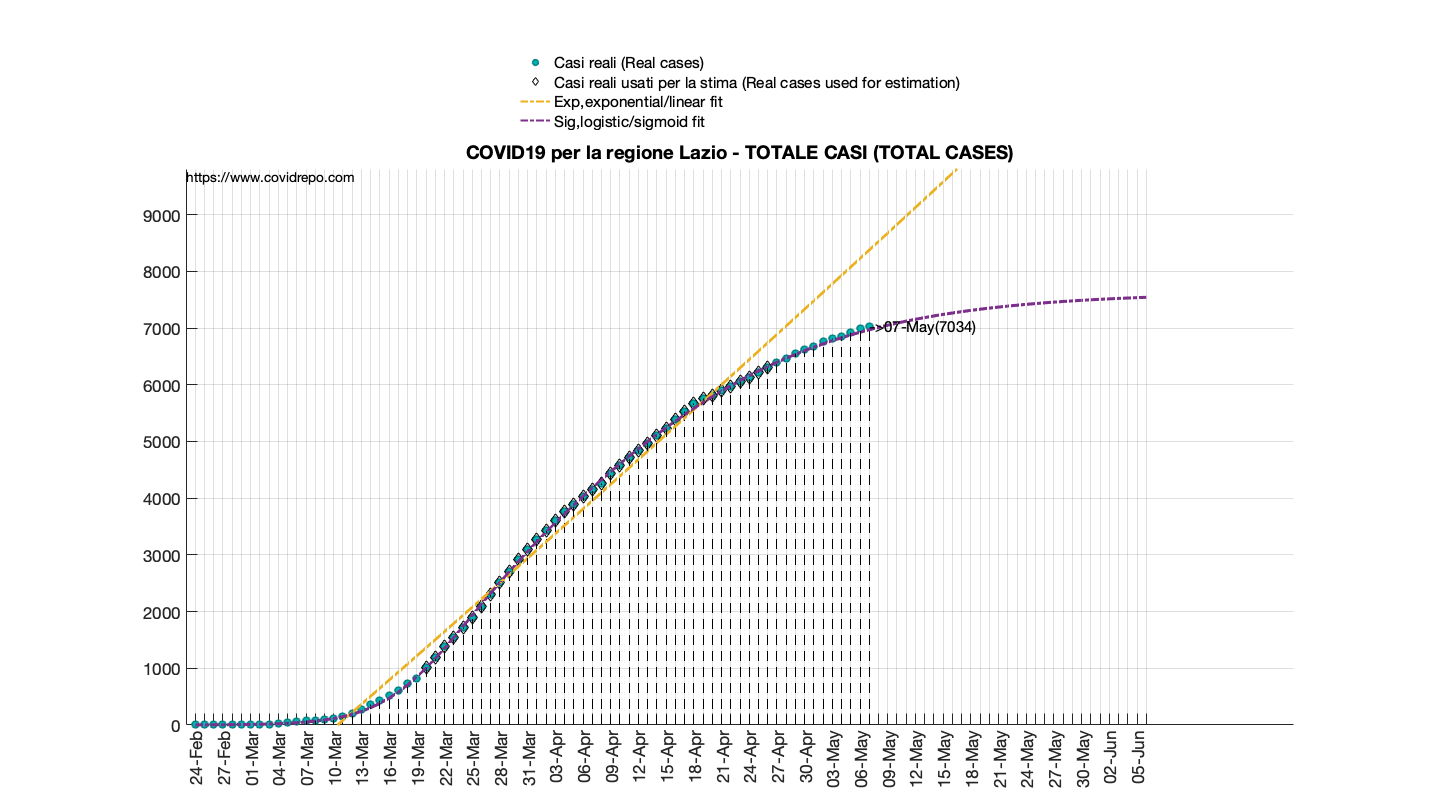 Casi reali (Real cases)
Casi reali usati per la stima (Real cases used for estimation)
Exp,exponential/linear fit
Sig,logistic/sigmoid fit
COVID19 per la regione Lazio - TOTALE CASI (TOTAL CASES)
https://www.covidrepo.com
9000
8000
7000
6000
5000
4000
3000
2000
1000
0
>07-May(7034)
24-Feb
27-Feb
01-Mar
04-Mar
07-Mar
10-Mar
13-Mar
16-Mar
19-Mar
22-Mar
25-Mar
28-Mar
31-Mar
03-Apr
06-Apr
09-Apr
12-Apr
15-Apr
18-Apr
21-Apr
24-Apr
27-Apr
30-Apr
03-May
06-May
09-May
12-May
15-May
18-May
21-May
24-May
27-May
30-May
02-Jun
05-Jun